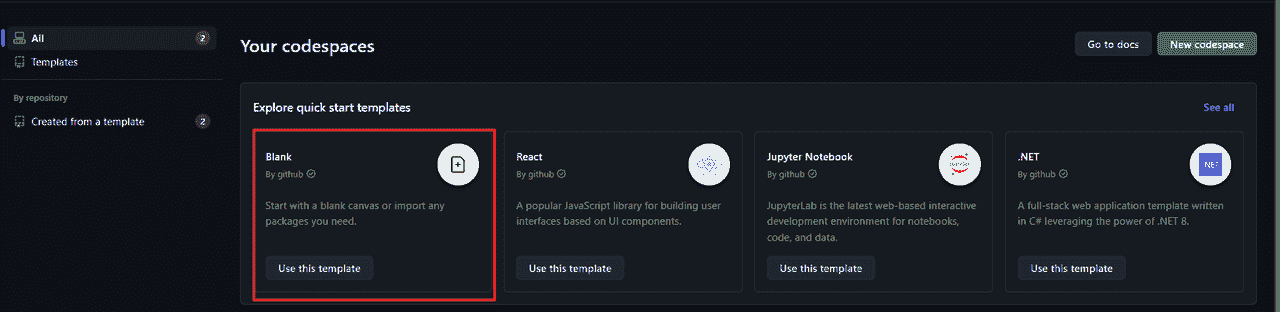 All
2
Templates
By repository
Created from a template
2
Your codespaces
Go to docs
New codespace
Explore quick start templates
See all
Blank
By github
Start with a blank canvas or import any
packages you need.
Use this template
React
By github
A popular JavaScript library for building user
interfaces based on UI components.
Use this template
Jupyter Notebook
By github
JupyterLab is the latest web-based interactive
development environment for notebooks,
code, and data.
Use this template
.NET
By github
.NET
A full-stack web application template written
in C# leveraging the power of .NET 8.
Use this template